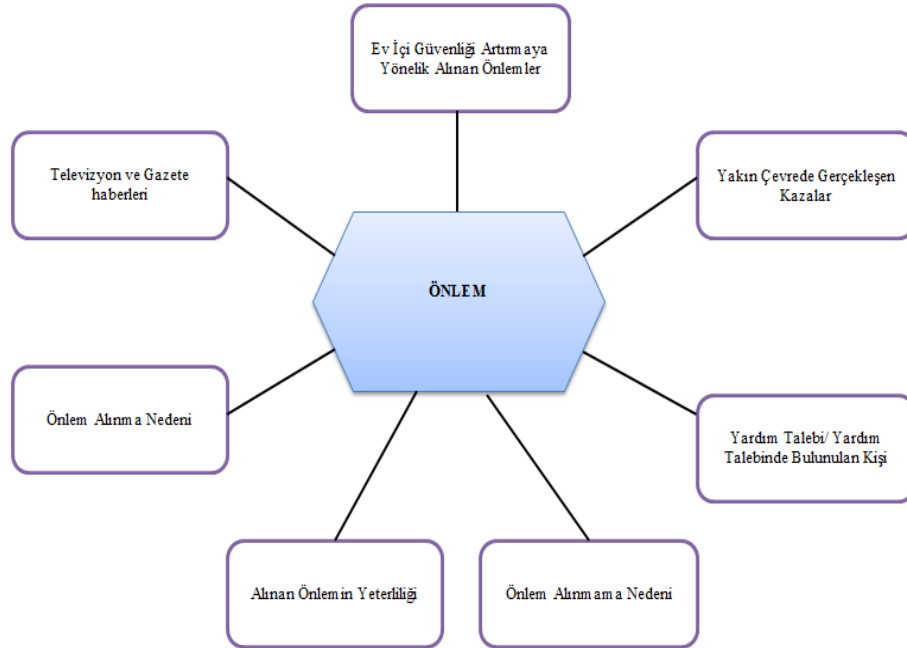 Ev İçi Güvenliği Artırmaya
Yönelik Alınan Önlemler
Televizyon ve Gazete
haberleri
Yakın Çevrede Gerçekleşen
Kazalar
ÖNLEM
Önlem Alınma Nedeni
Yardım Talebi/ Yardım
Talebinde Bulunulan Kişi
Alınan Önlemin Yeterliliği
Önlem Alınmama Nedeni